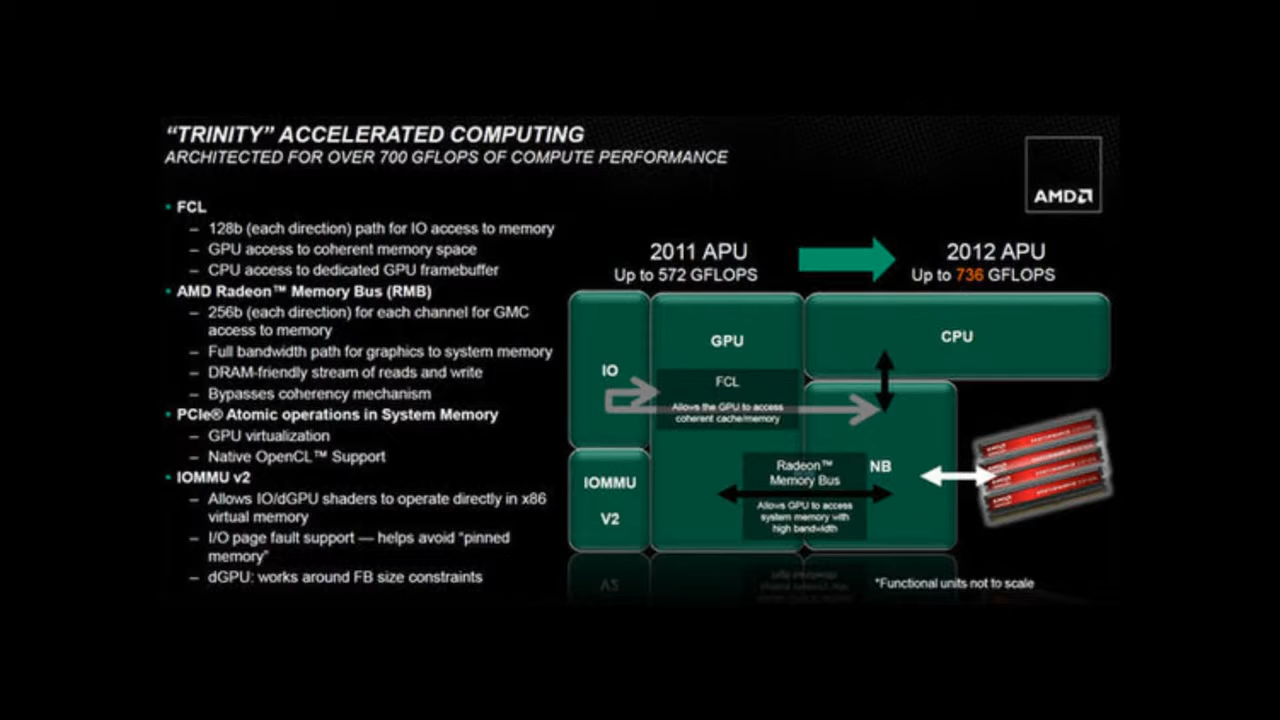 “TRINITY” ACCELERATED COMPUTING
ARCHITECTED FOR OVER 700 GFLOPS OF COMPUTE PERFORMANCE
AMD
▪ FCL
– 128b (each direction) path for IO access to memory
– GPU access to coherent memory space
– CPU access to dedicated GPU framebuffer
▪ AMD Radeon™ Memory Bus (RMB)
– 256b (each direction) for each channel for GMC
access to memory
– Full bandwidth path for graphics to system memory
– DRAM-friendly stream of reads and write
– Bypasses coherency mechanism
▪ PCIe® Atomic operations in System Memory
– GPU virtualization
– Native OpenCL™ Support
▪ IOMMU v2
– Allows IO/dGPU shaders to operate directly in x86
virtual memory
– I/O page fault support — helps avoid “pinned
memory”
– dGPU: works around FB size constraints
2011 APU
Up to 572 GFLOPS
2012 APU
Up to 736 GFLOPS
IO
GPU
CPU
FCL
Allows the GPU to access
coherent cache/memory
IOMMU
V2
Radeon™
Memory Bus
Allows GPU to access
system memory with
high bandwidth
NB
*Functional units not to scale